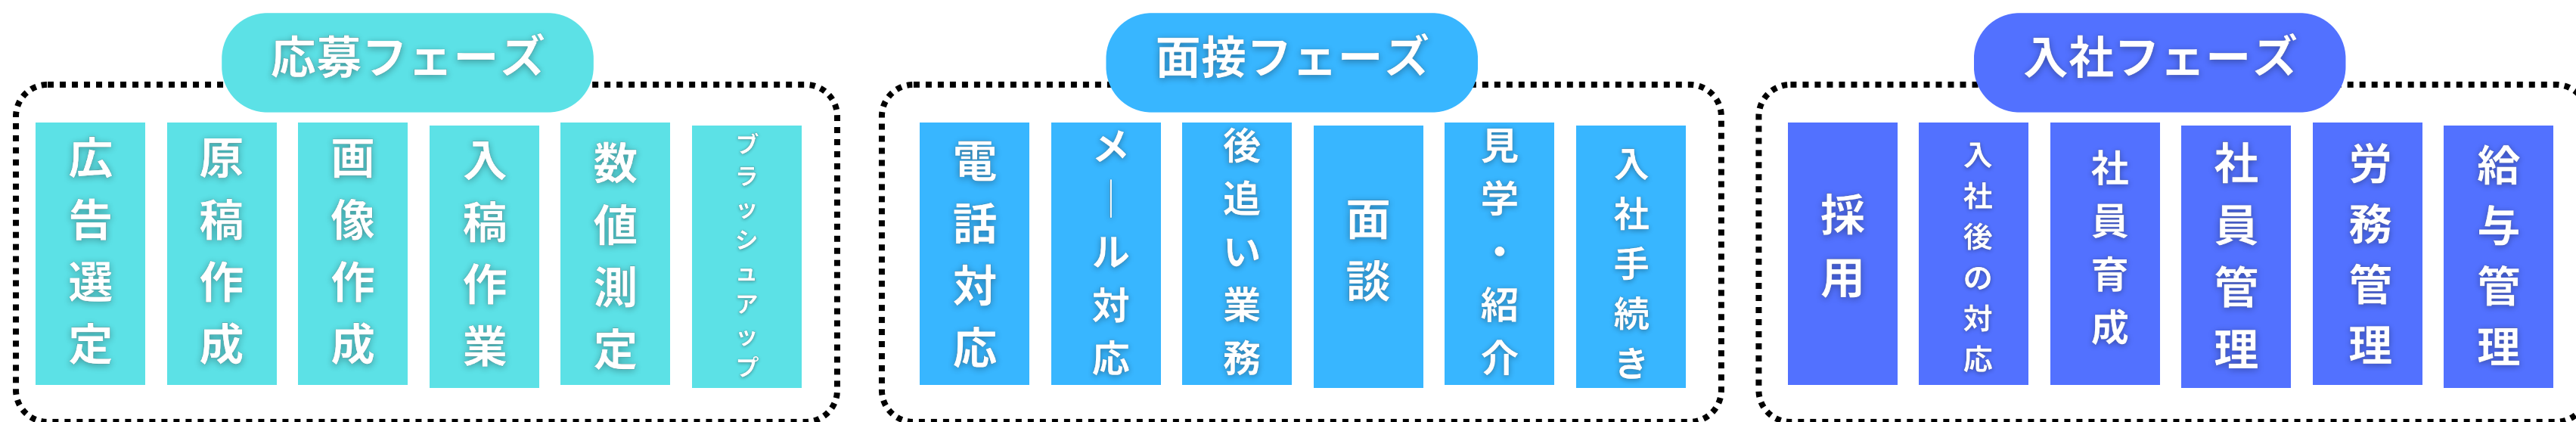 応募フェーズ
広告選定
原稿作成
画像作成
入稿作業
数値測定
ブラッシュアップ
面接フェーズ
電話対応
メール対応
後追い業務
面談
見学・紹介
入社手続き
入社フェーズ
採用
入社後の対応
社員育成
社員管理
労務管理
給与管理